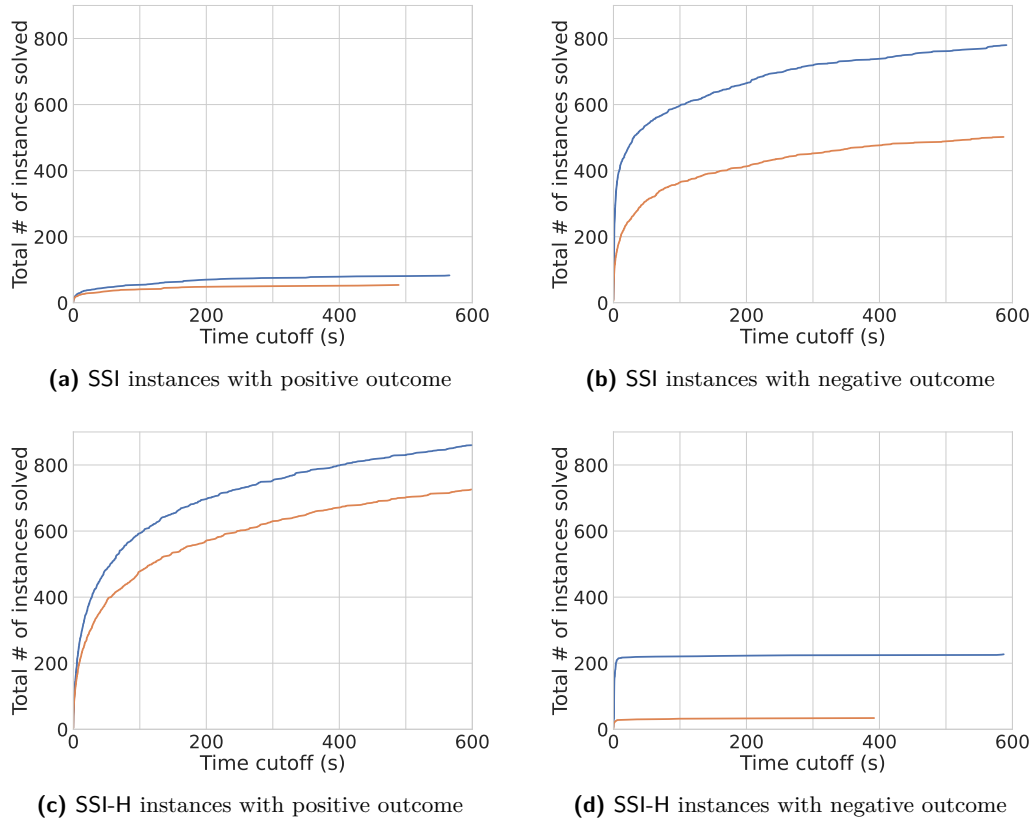 Total # of instances solved
800
600
400
200
0
0 200 400 600
Time cutoff (s)
(a) SSI instances with positive outcome
Total # of instances solved
800
600
400
200
0
0 200 400 600
Time cutoff (s)
(b) SSI instances with negative outcome
Total # of instances solved
800
600
400
200
0
0 200 400 600
Time cutoff (s)
(c) SSI-H instances with positive outcome
Total # of instances solved
800
600
400
200
0
0 200 400 600
Time cutoff (s)
(d) SSI-H instances with negative outcome